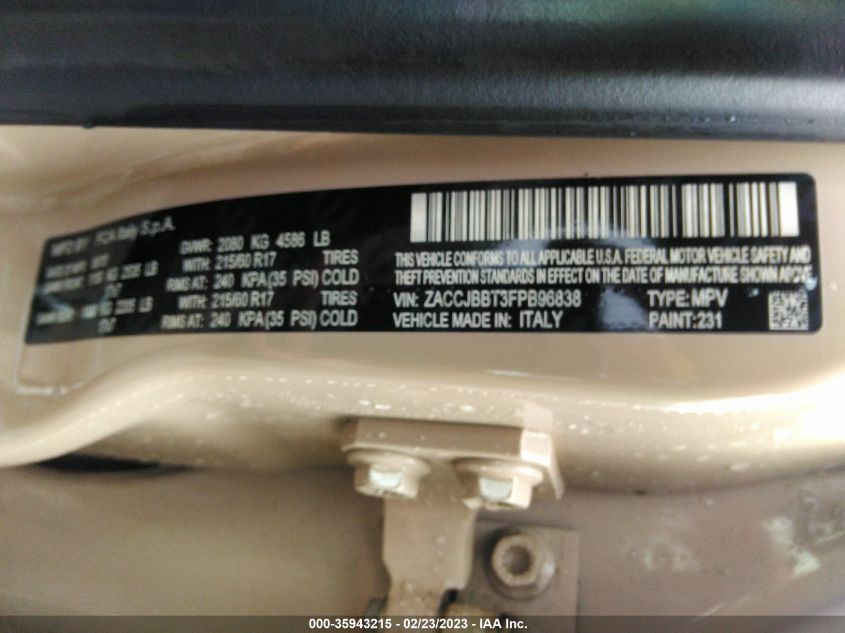 MFD BY FCA Italy S.p.A.
GVWR: 2080 KG 4586 LB
WITH: 215/60 R17 TIRES
RIMS AT: 240 KPA(35 PSI) COLD
WITH: 215/60 R17 TIRES
RIMS AT: 240 KPA(35 PSI) COLD
THIS VEHICLE CONFORMS TO ALL APPLICABLE U.S.A. FEDERAL MOTOR VEHICLE SAFETY AND
THEFT PREVENTION STANDARDS IN EFFECT ON THE DATE OF MANUFACTURE SHOWN ABOVE.
VIN: ZACCJBBT3FPB96838 TYPE: MPV
VEHICLE MADE IN: ITALY PAINT: 231
000-35943215 - 02/23/2023 - IAA Inc.